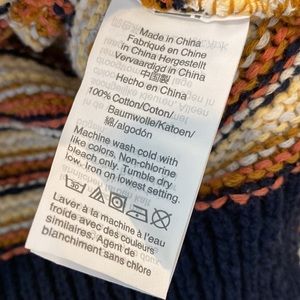 Made in China
Fabriqué en Chine
in China Hergestellt
Vervaardigd in China
中国製
Hecho en China
100% Cotton/Coton/
Baumwolle/Katoen/
綿/algodón
Machine wash cold with
like colors. Non-chlorine
bleach only. Tumble dry
low. Iron on lowest setting.
Laver à la machine à l'eau
froide avec des couleurs
similaires. Agent de
blanchiment sans chlore